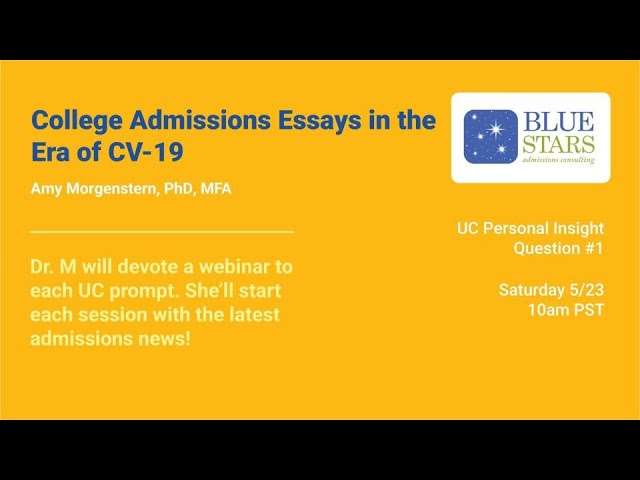 College Admissions Essays in the
Era of CV-19
Amy Morgenstern, PhD, MFA
Dr. M will devote a webinar to
each UC prompt. She’ll start
each session with the latest
admissions news!
BLUE
STARS
admissions consulting
UC Personal Insight
Question #1
Saturday 5/23
10am PST